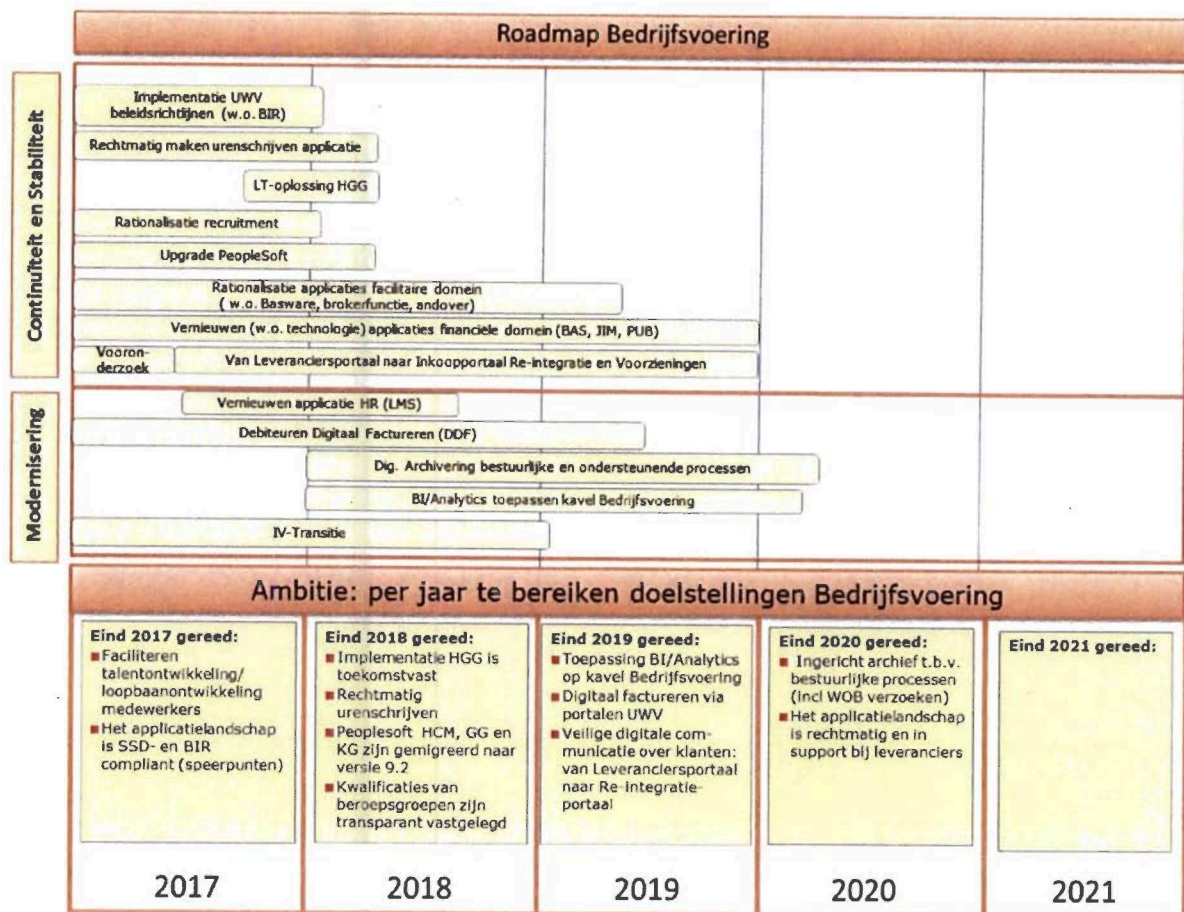 Roadmap Bedrijfsvoering
Continuïteit en Stabiliteit
Implementatie UWV
beleidsrichtlijnen (w.o. BIR)
Rechtmatig maken urenschrijven applicatie
LT-oplossing HGG
Rationalisatie recruitment
Upgrade PeopleSoft
Rationalisatie applicaties facilitaire domein
( w.o. Basware, brokerfunctie, andover)
Vernieuwen (w.o. technologie) applicaties financiële domein (BAS, JIM, PUB)
Vooron-
derzoek
Van Leveranciersportaal naar Inkoopportaal Re-integratie en Voorzieningen
Modernisering
Vernieuwen applicatie HR (LMS)
Debiteuren Digitaal Factureren (DDF)
Dig. Archivering bestuurlijke en ondersteunende processen
BI/Analytics toepassen kavel Bedrijfsvoering
IV-Transitie
Ambitie: per jaar te bereiken doelstellingen Bedrijfsvoering
Eind 2017 gereed:
■ Faciliteren
talentontwikkeling/
loopbaanontwikkeling
medewerkers
■ Het applicatielandschap
is SSD- en BIR
compliant (speerpunten)
Eind 2018 gereed:
■ Implementatie HGG is
toekomstvast
■ Rechtmatig
urenschrijven
■ Peoplesoft HCM, GG en
KG zijn gemigreerd naar
versie 9.2
■ Kwalificaties van
beroepsgroepen zijn
transparant vastgelegd
Eind 2019 gereed:
■ Toepassing BI/Analytics
op kavel Bedrijfsvoering
■ Digitaal factureren via
portalen UWV
■ Veilige digitale com-
municatie over klanten:
van Leveranciersportaal
naar Re-integratie-
portaal
Eind 2020 gereed:
■ Ingericht archief t.b.v.
bestuurlijke processen
(incl WOB verzoeken)
■ Het applicatielandschap
is rechtmatig en in
support bij leveranciers
Eind 2021 gereed:
2017
2018
2019
2020
2021